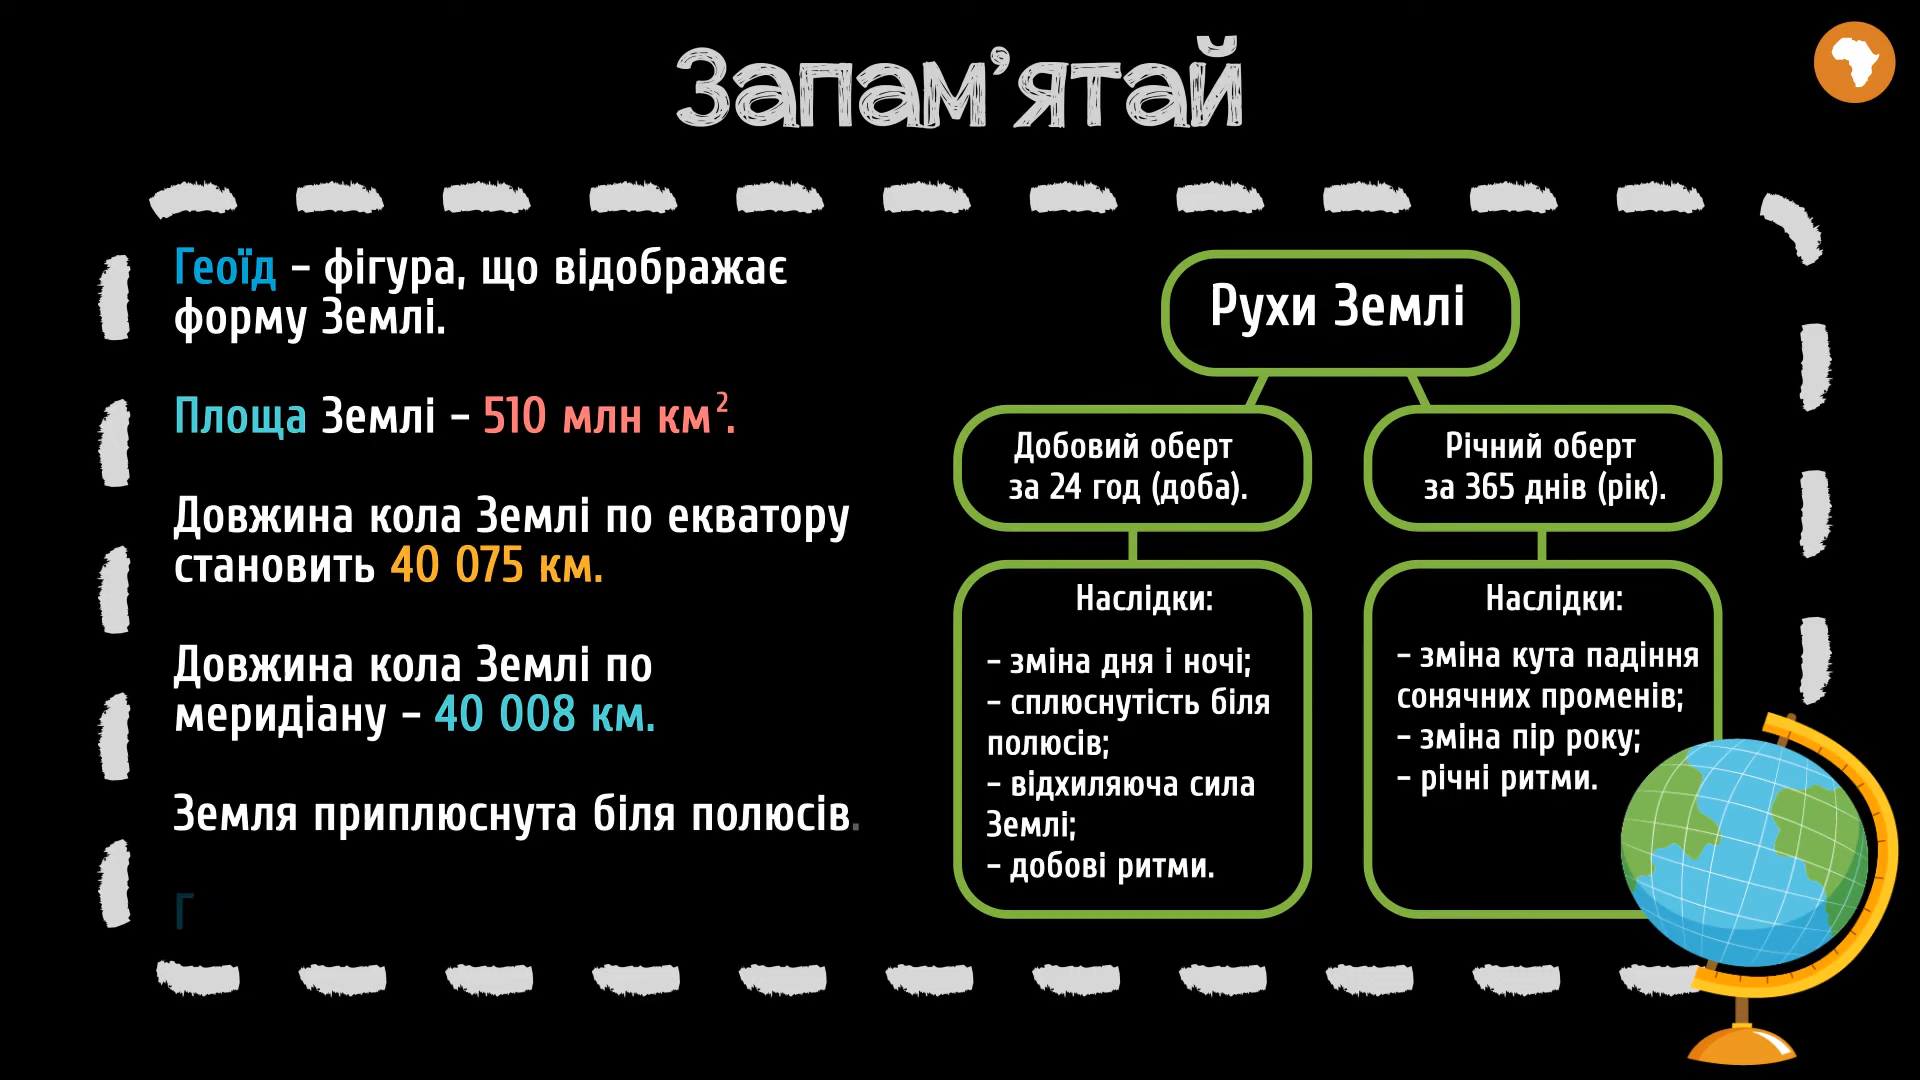 Запам’ятай
Геоїд – фігура, що відображає
форму Землі.
Площа Землі – 510 млн км².
Довжина кола Землі по екватору
становить 40 075 км.
Довжина кола Землі по
меридіану – 40 008 км.
Земля приплюснута біля полюсів.
Г
Рухи Землі
Добовий оберт
за 24 год (доба).
Наслідки:
– зміна дня і ночі;
– сплюснутість біля
полюсів;
– відхиляюча сила
Землі;
– добові ритми.
Річний оберт
за 365 днів (рік).
Наслідки:
– зміна кута падіння
сонячних променів;
– зміна пір року;
– річні ритми.